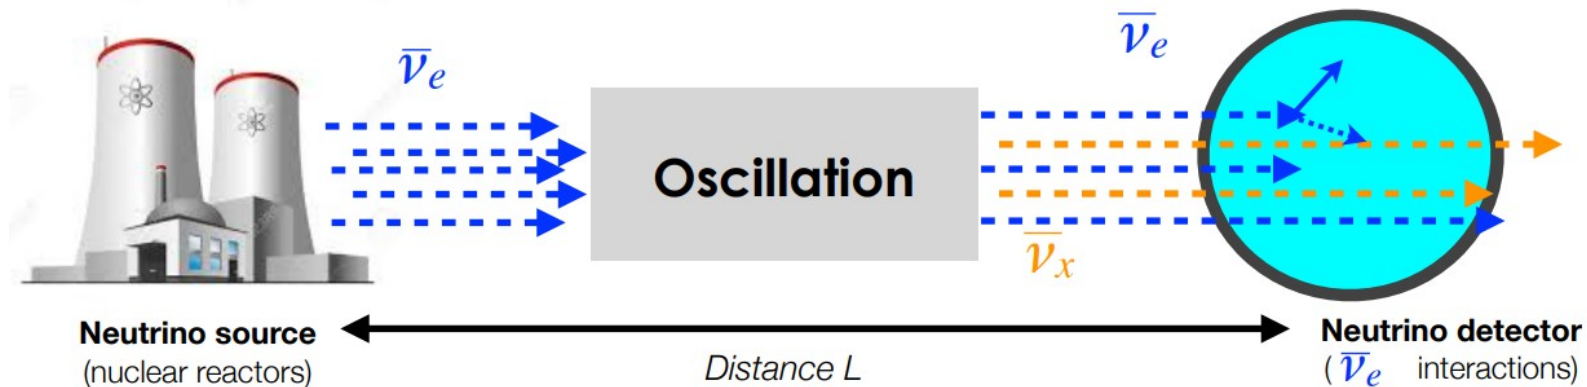 ν̅ₑ
ν̅ₑ
Oscillation
ν̅ₓ
Neutrino source
(nuclear reactors)
Distance L
Neutrino detector
( ν̅ₑ interactions)